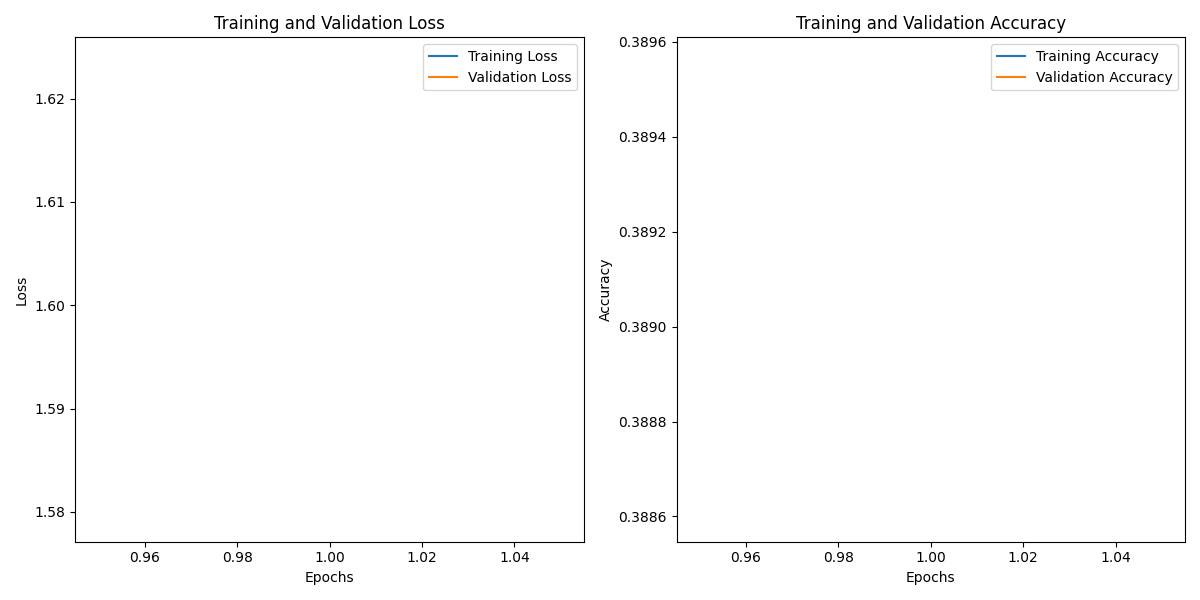 Training and Validation Loss
Training Loss
Validation Loss
1.62
1.61
1.60
1.59
1.58
Loss
0.96 0.98 1.00 1.02 1.04
Epochs
Training and Validation Accuracy
Training Accuracy
Validation Accuracy
0.3896
0.3894
0.3892
0.3890
0.3888
0.3886
Accuracy
0.96 0.98 1.00 1.02 1.04
Epochs